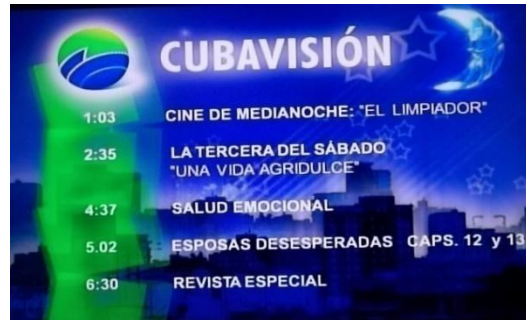 CUBAVISIÓN
1:03 CINE DE MEDIANOCHE: "EL LIMPIADOR"
2:35 LA TERCERA DEL SÁBADO
"UNA VIDA AGRIDULCE"
4:37 SALUD EMOCIONAL
5.02 ESPOSAS DESESPERADAS CAPS. 12 y 13
6:30 REVISTA ESPECIAL